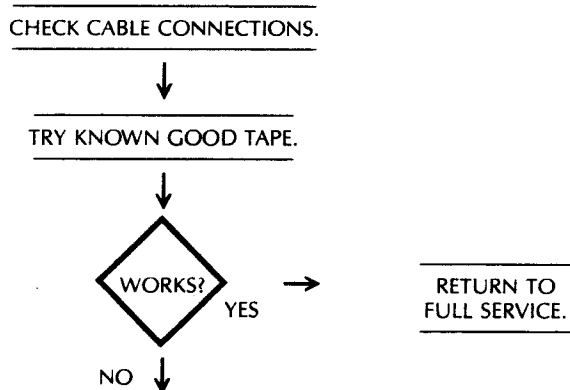 CHECK CABLE CONNECTIONS.
TRY KNOWN GOOD TAPE.
WORKS?
YES
RETURN TO
FULL SERVICE.
NO